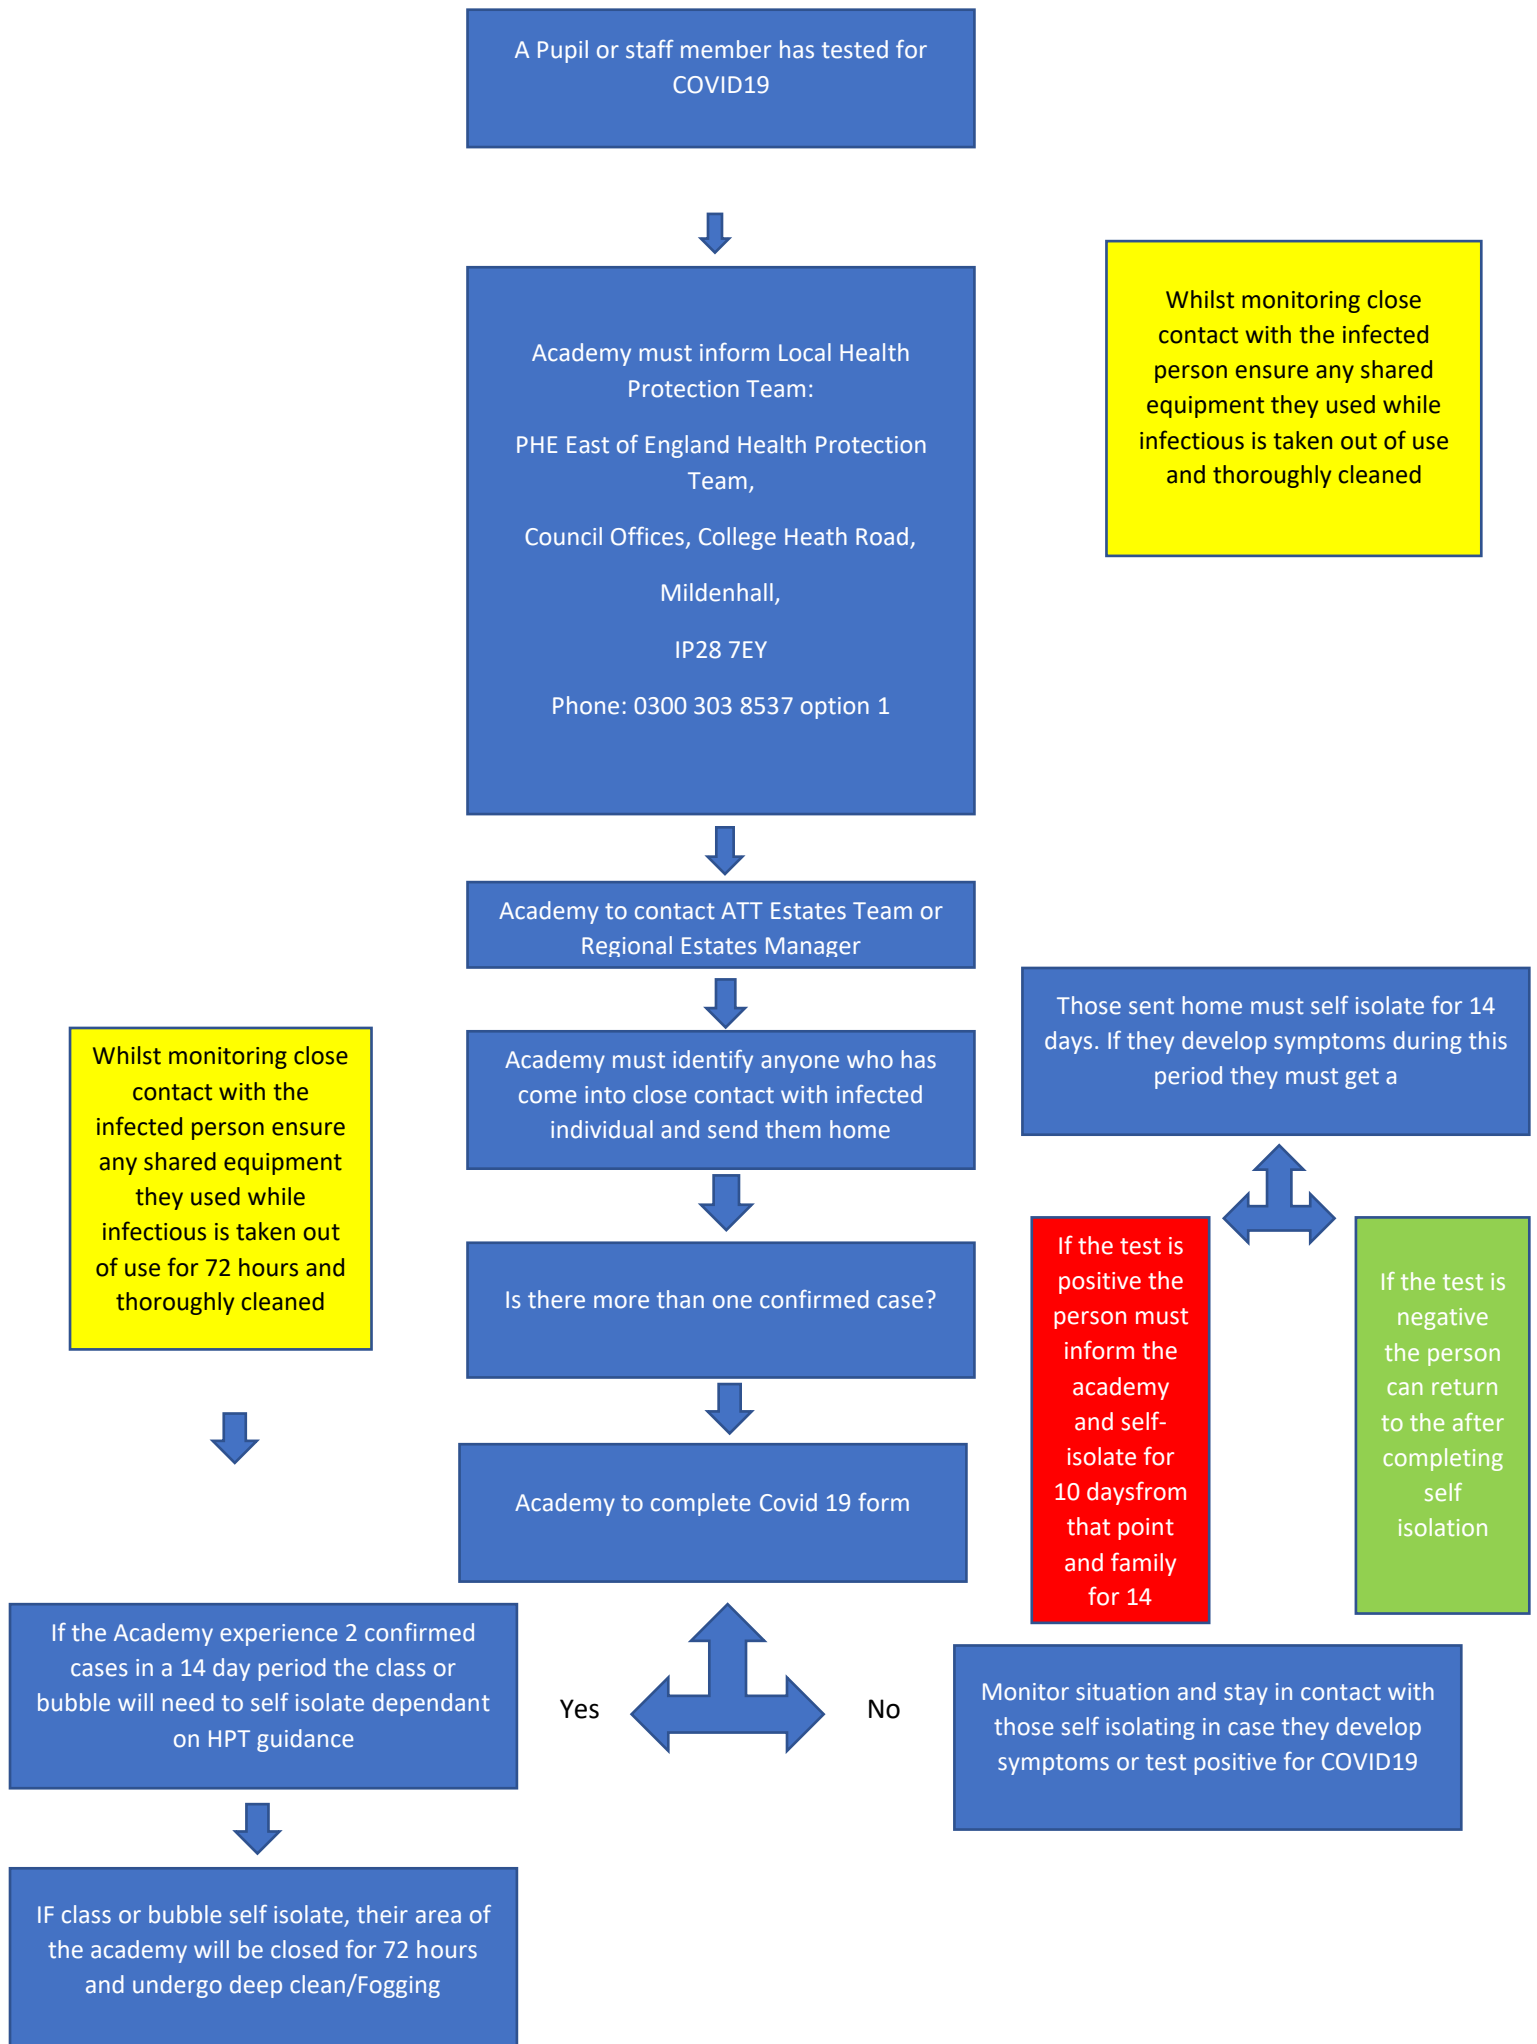 A Pupil or staff member has tested for
COVID19
Academy must inform Local Health
Protection Team:
PHE East of England Health Protection
Team,
Council Offices, College Heath Road,
Mildenhall,
IP28 7EY
Phone: 0300 303 8537 option 1
Whilst monitoring close
contact with the infected
person ensure any shared
equipment they used while
infectious is taken out of use
and thoroughly cleaned
Academy to contact ATT Estates Team or
Regional Estates Manager
Academy must identify anyone who has
come into close contact with infected
individual and send them home
Those sent home must self isolate for 14
days. If they develop symptoms during this
period they must get a
Whilst monitoring close
contact with the
infected person ensure
any shared equipment
they used while
infectious is taken out
of use for 72 hours and
thoroughly cleaned
Is there more than one confirmed case?
If the test is
positive the
person must
inform the
academy
and self-
isolate for
10 daysfrom
that point
and family
for 14
If the test is
negative
the person
can return
to the after
completing
self
isolation
Academy to complete Covid 19 form
If the Academy experience 2 confirmed
cases in a 14 day period the class or
bubble will need to self isolate dependant
on HPT guidance
Yes
No
Monitor situation and stay in contact with
those self isolating in case they develop
symptoms or test positive for COVID19
IF class or bubble self isolate, their area of
the academy will be closed for 72 hours
and undergo deep clean/Fogging